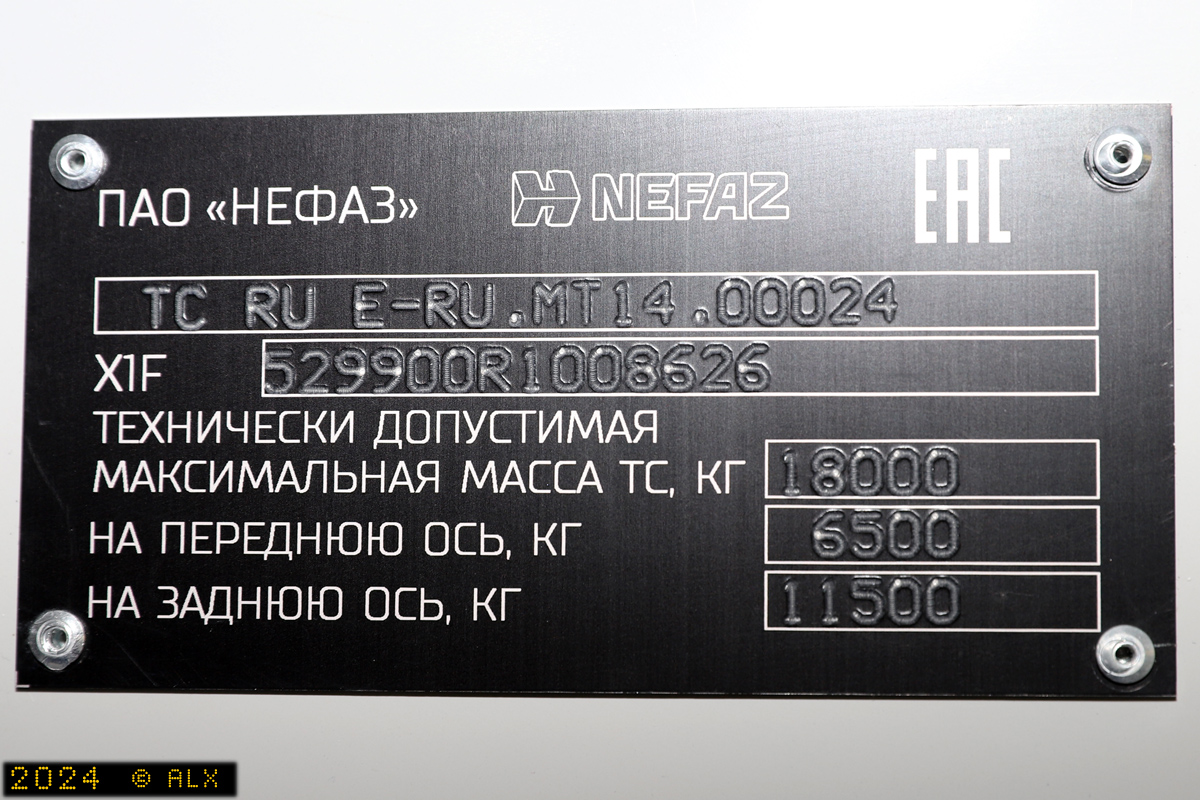 ПАО «НЕФАЗ» NEFAZ EAC
TC RU E-RU.MT14.00024
X1F 529900R1008626
ТЕХНИЧЕСКИ ДОПУСТИМАЯ
МАКСИМАЛЬНАЯ МАССА ТС, КГ 18000
НА ПЕРЕДНЮЮ ОСЬ, КГ 6500
НА ЗАДНЮЮ ОСЬ, КГ 11500
2024 © ALX